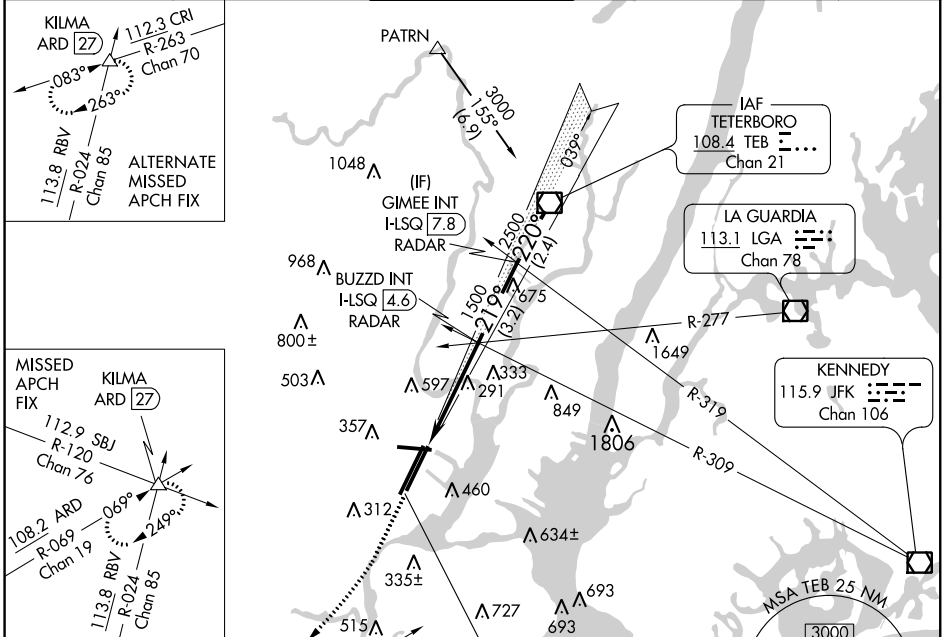 KILMA
ARD 27
112.3 CRI
R-263
Chan 70
083°
263°
113.8 RBV
R-024
Chan 85
ALTERNATE
MISSED
APCH FIX
PATRN
3000
155°
(6.9)
039°
IAF
TETERBORO
108.4 TEB
Chan 21
1048
(IF)
GIMEE INT
I-LSQ 7.8
RADAR
2500
220°
(2.4)
LA GUARDIA
113.1 LGA
Chan 78
968
BUZZD INT
I-LSQ 4.6
RADAR
675
1500
219°
(3.2)
R-277
800±
1649
MISSED
APCH
FIX
KILMA
ARD 27
503
597
333
291
849
R-319
KENNEDY
115.9 JFK
Chan 106
112.9 SBJ
R-120
Chan 76
357
1806
R-309
069°
249°
108.2 ARD
R-069
Chan 19
460
312
634±
113.8 RBV
R-024
Chan 85
335±
693
727
693
515
MSA TEB 25 NM
3000